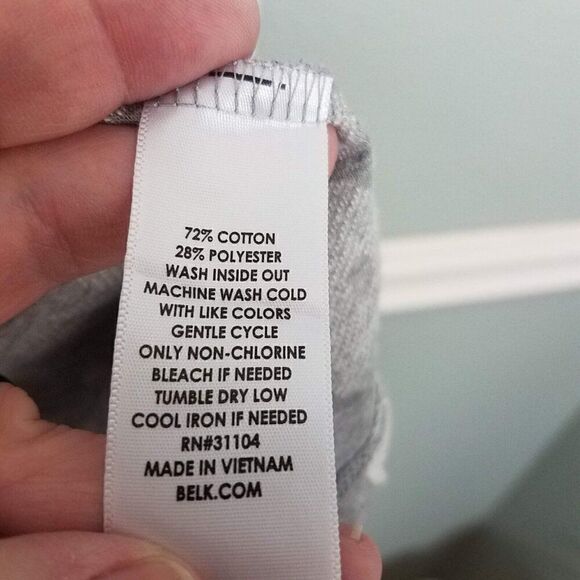 72% COTTON
28% POLYESTER
WASH INSIDE OUT
MACHINE WASH COLD
WITH LIKE COLORS
GENTLE CYCLE
ONLY NON-CHLORINE
BLEACH IF NEEDED
TUMBLE DRY LOW
COOL IRON IF NEEDED
RN#31104
MADE IN VIETNAM
BELK.COM